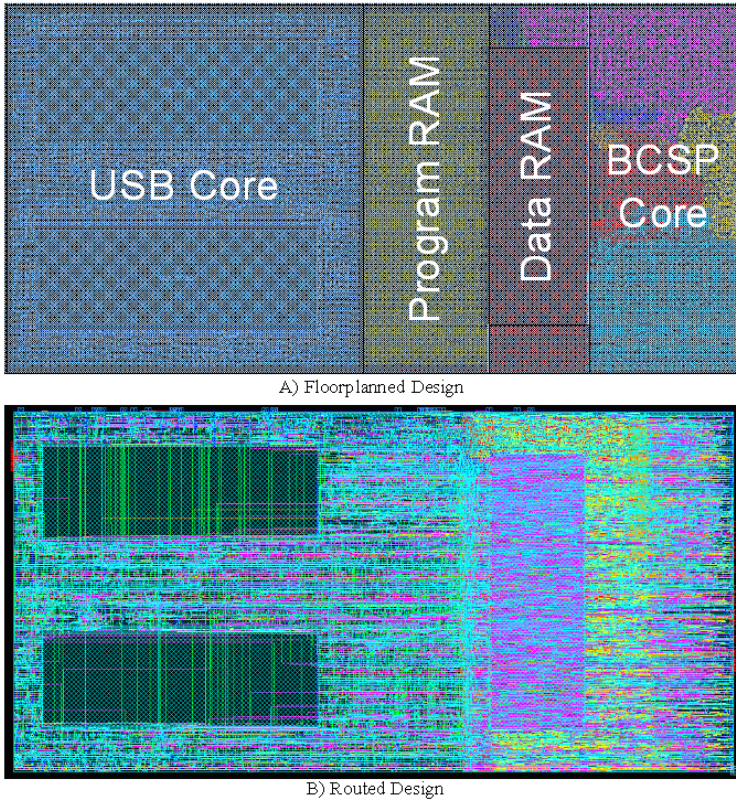 USB Core
Program RAM
Data RAM
BCSP
Core
A) Floorplanned Design
B) Routed Design